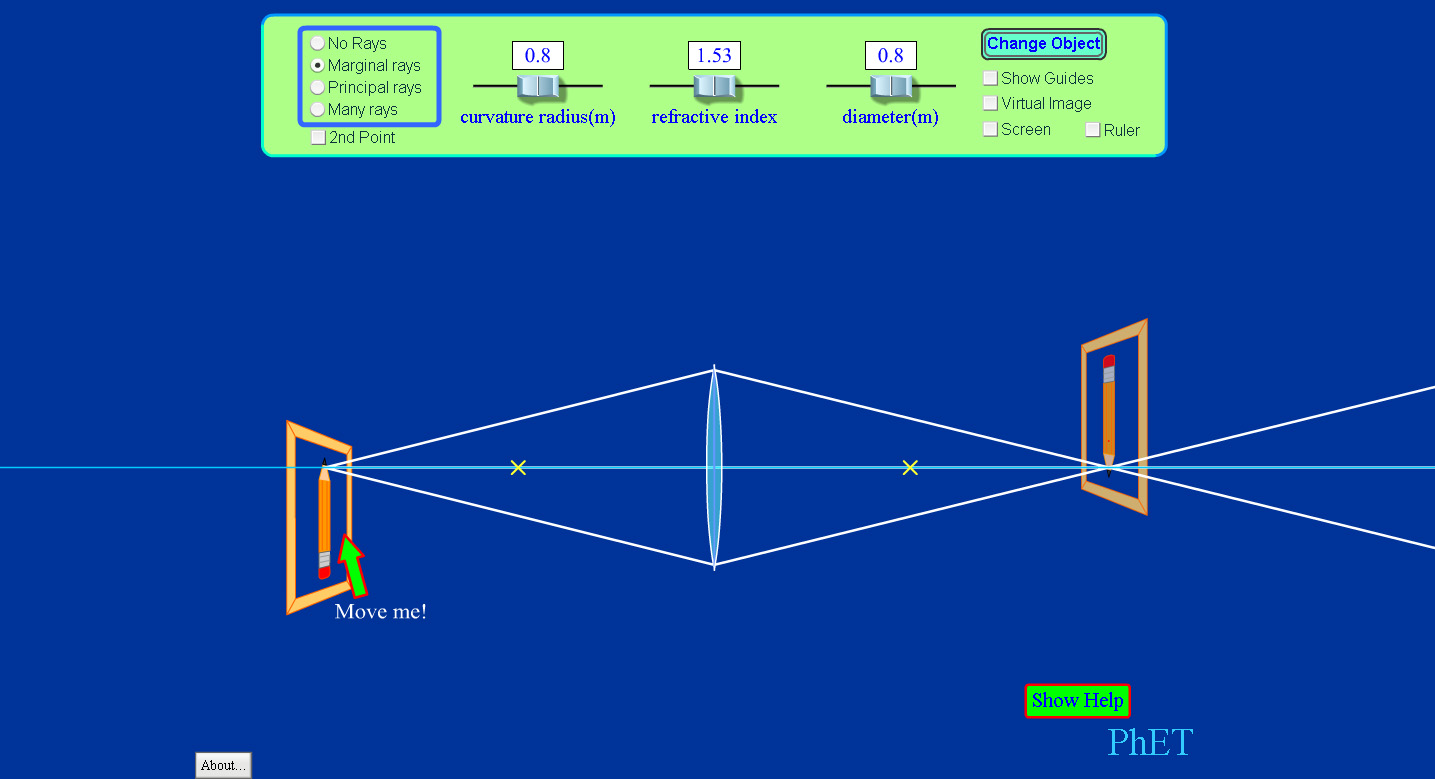 No Rays
Marginal rays
Principal rays
Many rays
2nd Point
0.8
curvature radius(m)
1.53
refractive index
0.8
diameter(m)
Change Object
Show Guides
Virtual Image
Screen
Ruler
Move me!
Show Help
PhET
About...